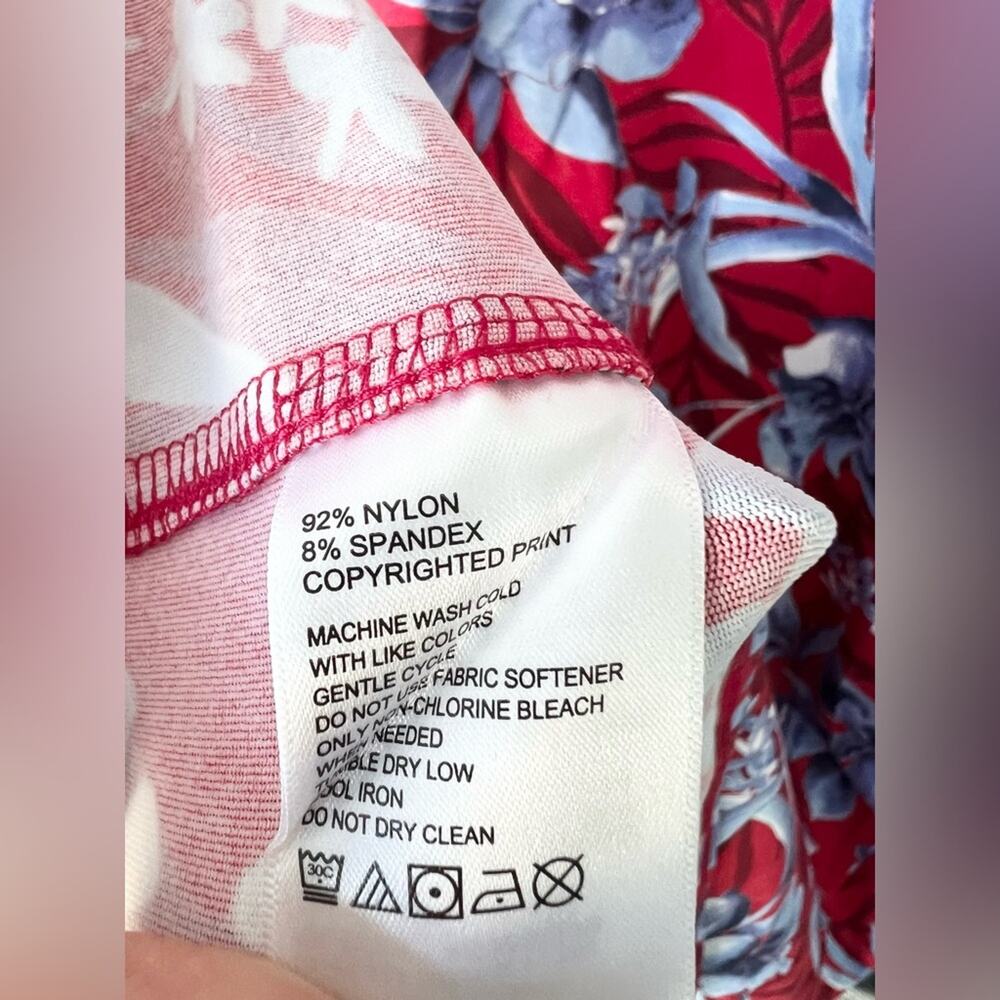 92% NYLON
8% SPANDEX
COPYRIGHTED PRINT
MACHINE WASH COLD
WITH LIKE COLORS
GENTLE CYCLE
DO NOT USE FABRIC SOFTENER
ONLY NON-CHLORINE BLEACH
WHEN NEEDED
TUMBLE DRY LOW
COOL IRON
DO NOT DRY CLEAN
30C